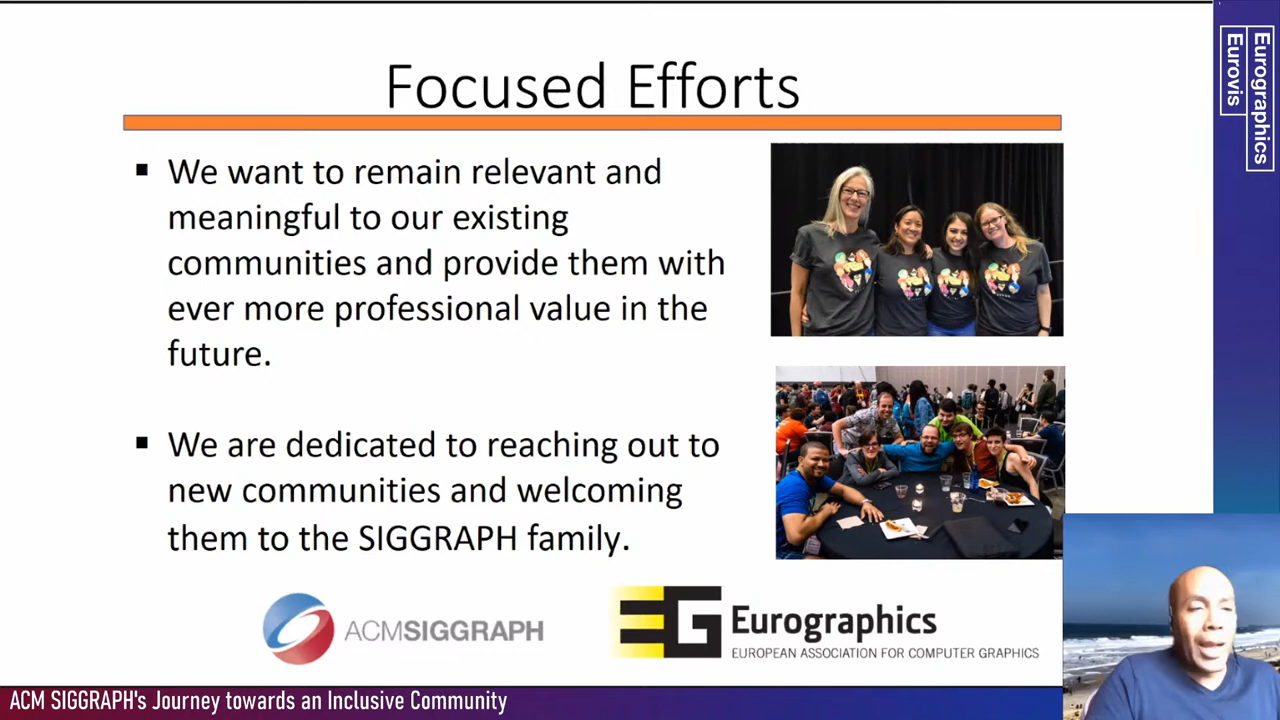 Focused Efforts
▪ We want to remain relevant and
meaningful to our existing
communities and provide them with
ever more professional value in the
future.
▪ We are dedicated to reaching out to
new communities and welcoming
them to the SIGGRAPH family.
ACMSIGGRAPH
EG Eurographics
EUROPEAN ASSOCIATION FOR COMPUTER GRAPHICS
Eurographics
Eurovis
ACM SIGGRAPH's Journey towards an Inclusive Community